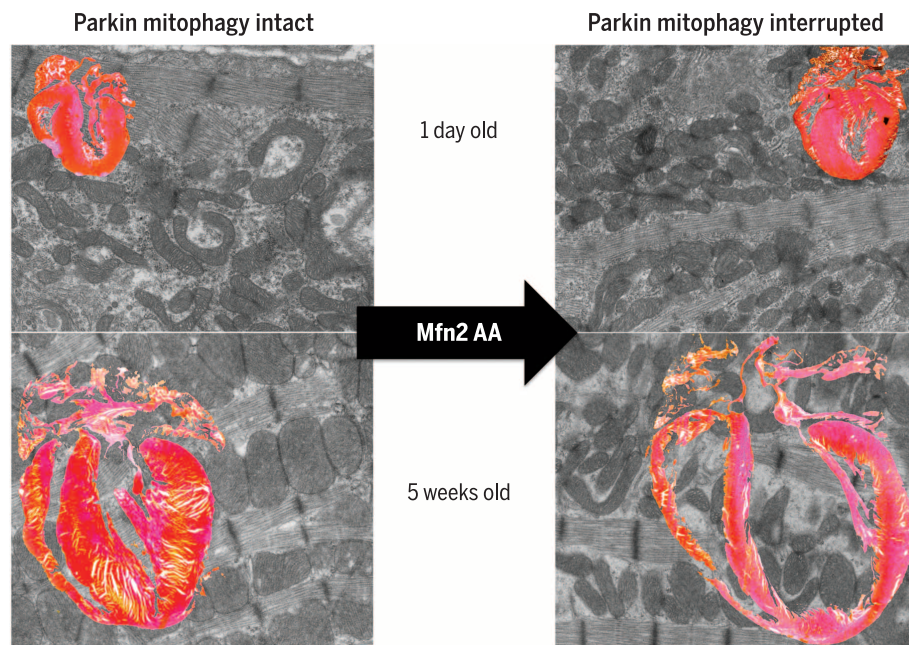 Parkin mitophagy intact
Parkin mitophagy interrupted
1 day old
Mfn2 AA
5 weeks old